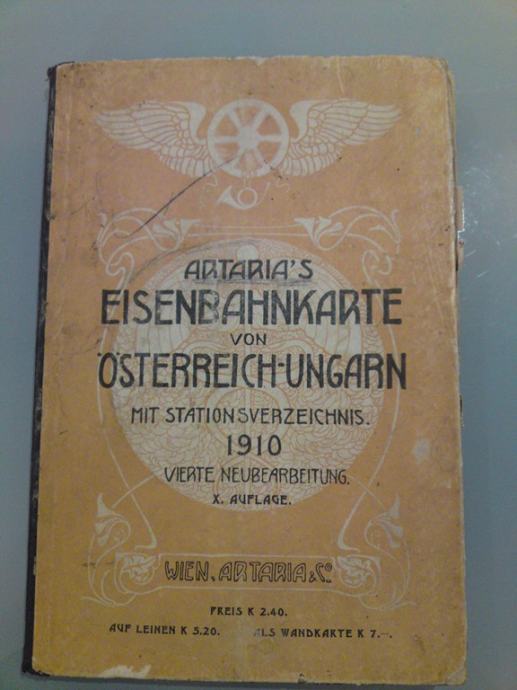 ARTARIA'S
EISENBAHNKARTE
VON
ÖSTERREICH-UNGARN
MIT STATIONSVERZEICHNIS.
1910
VIERTE NEUBEARBEITUNG.
X. AUFLAGE.
WIEN, ARTARIA & Co
PREIS K 2.40.
AUF LEINEN K 5.20. ALS WANDKARTE K 7.—.